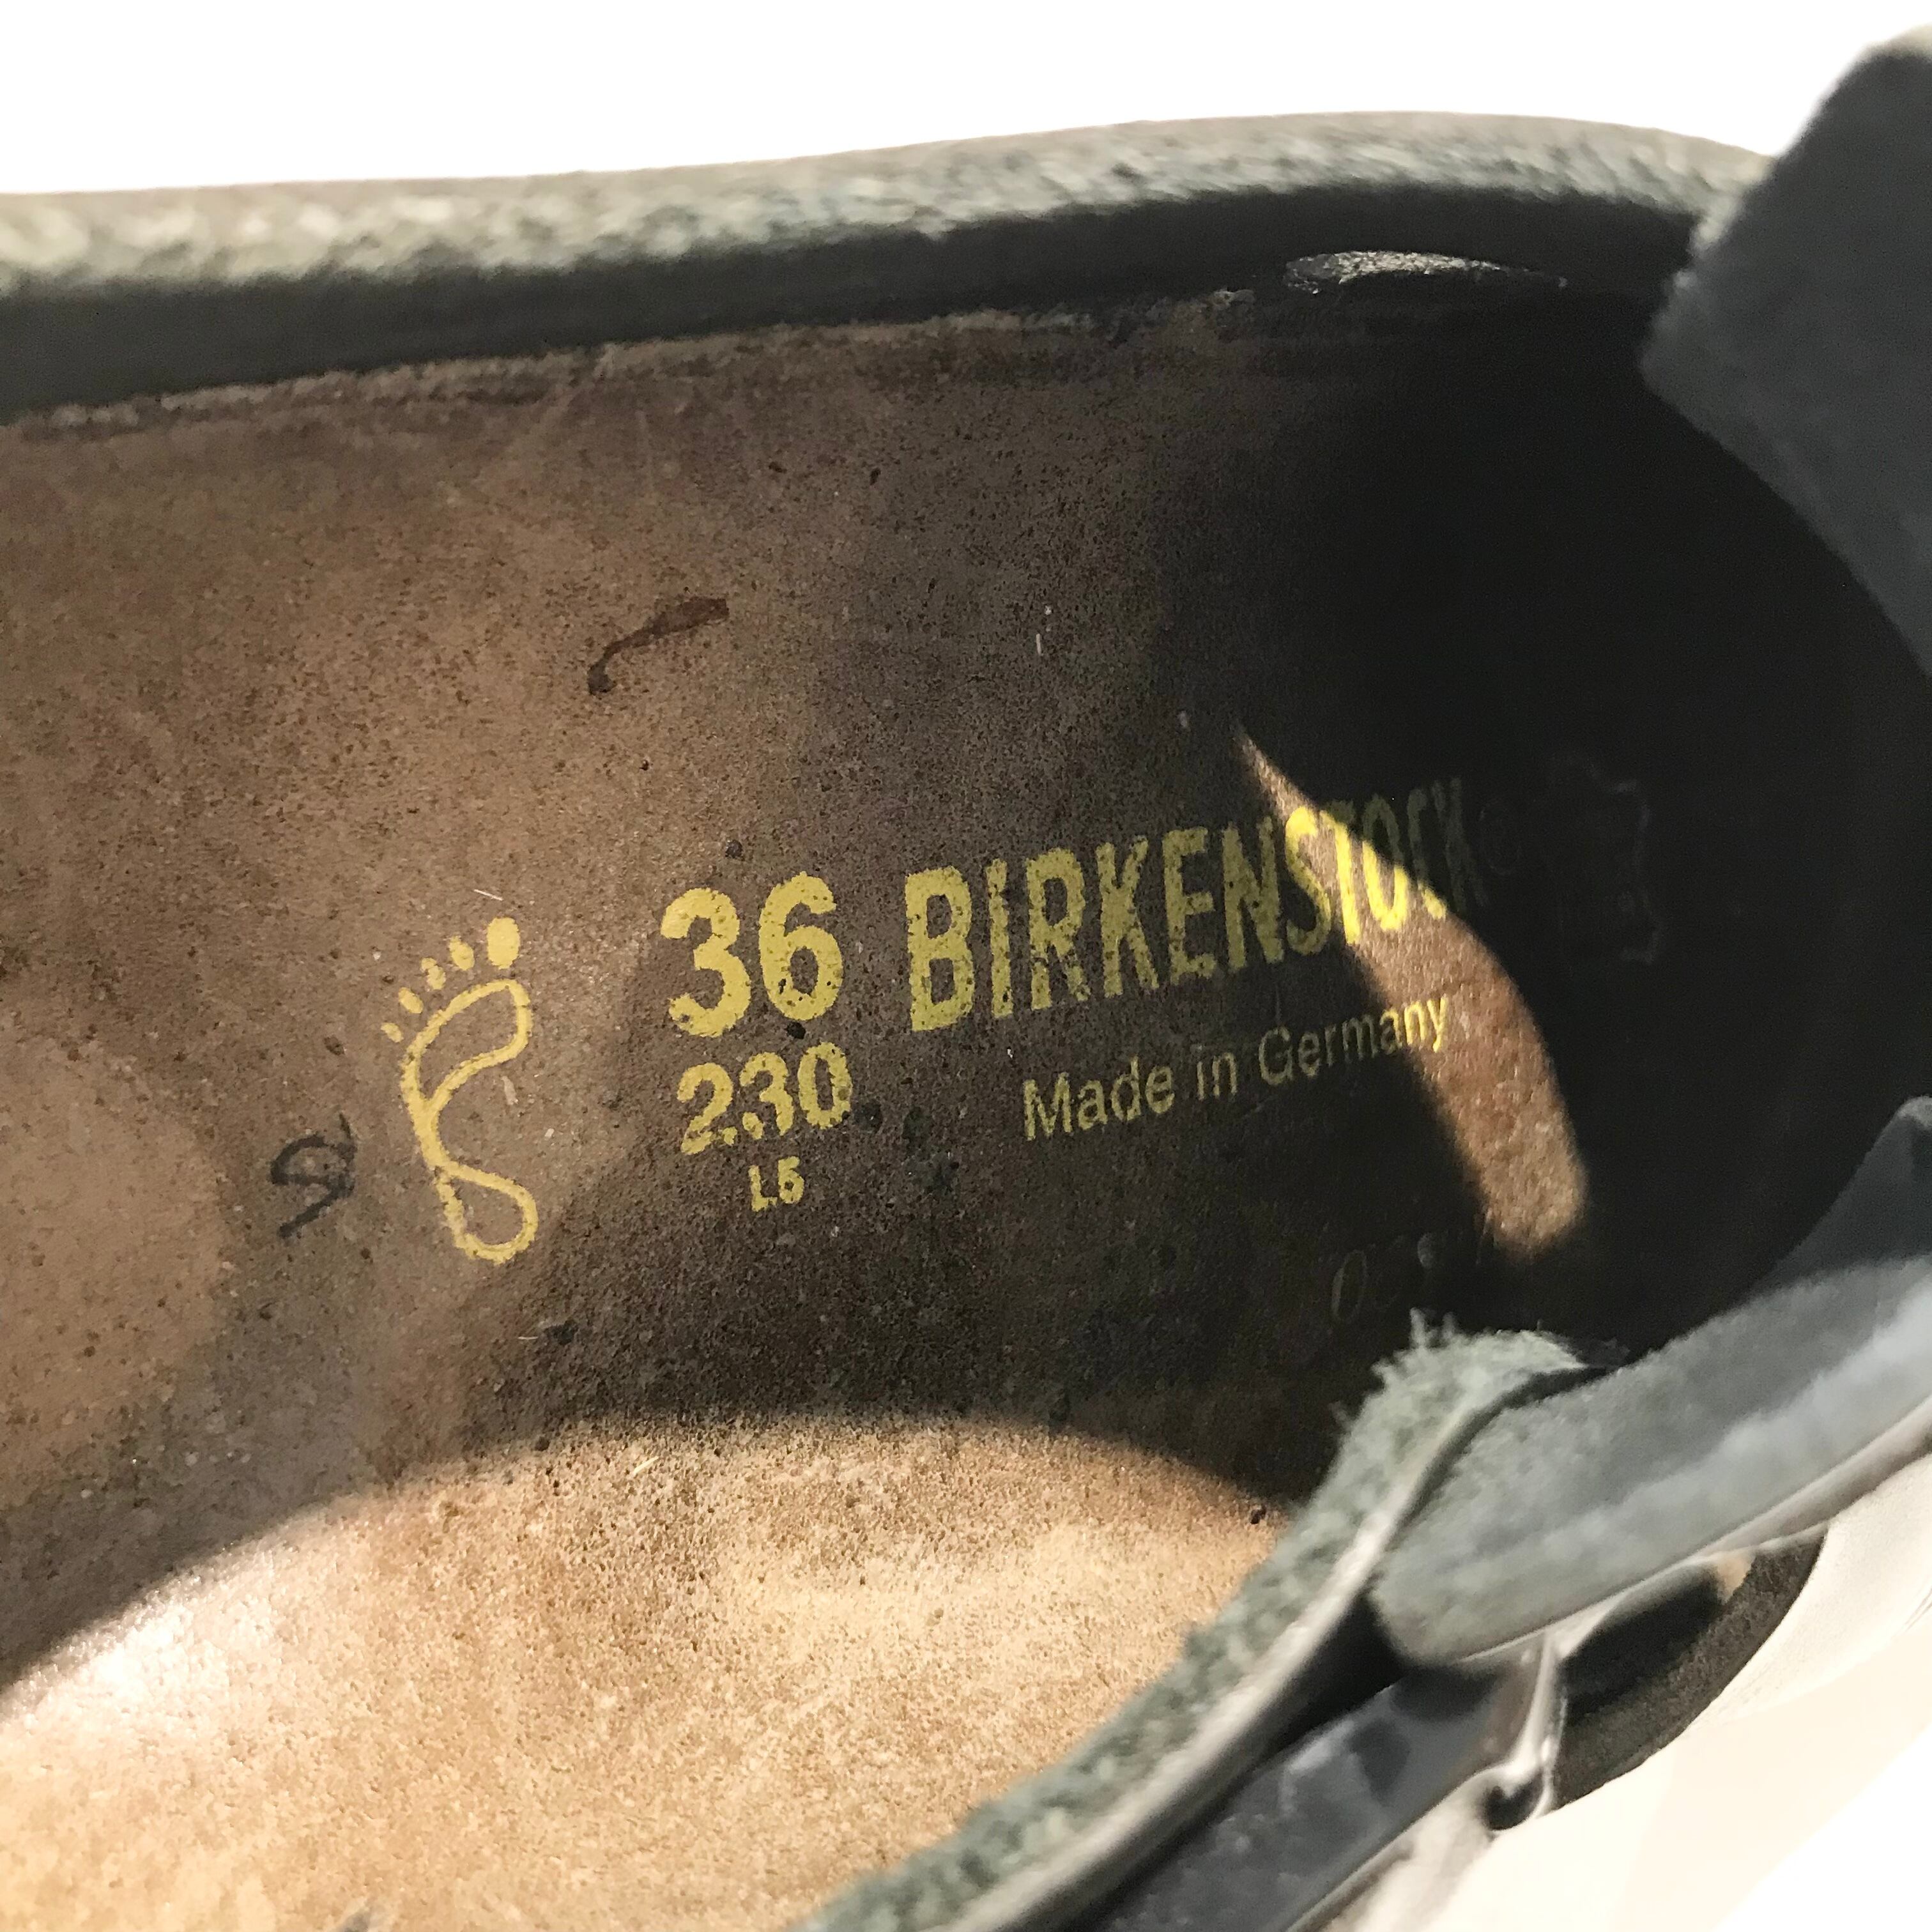 36 BIRKENSTOCK®
230 Made in Germany
L5